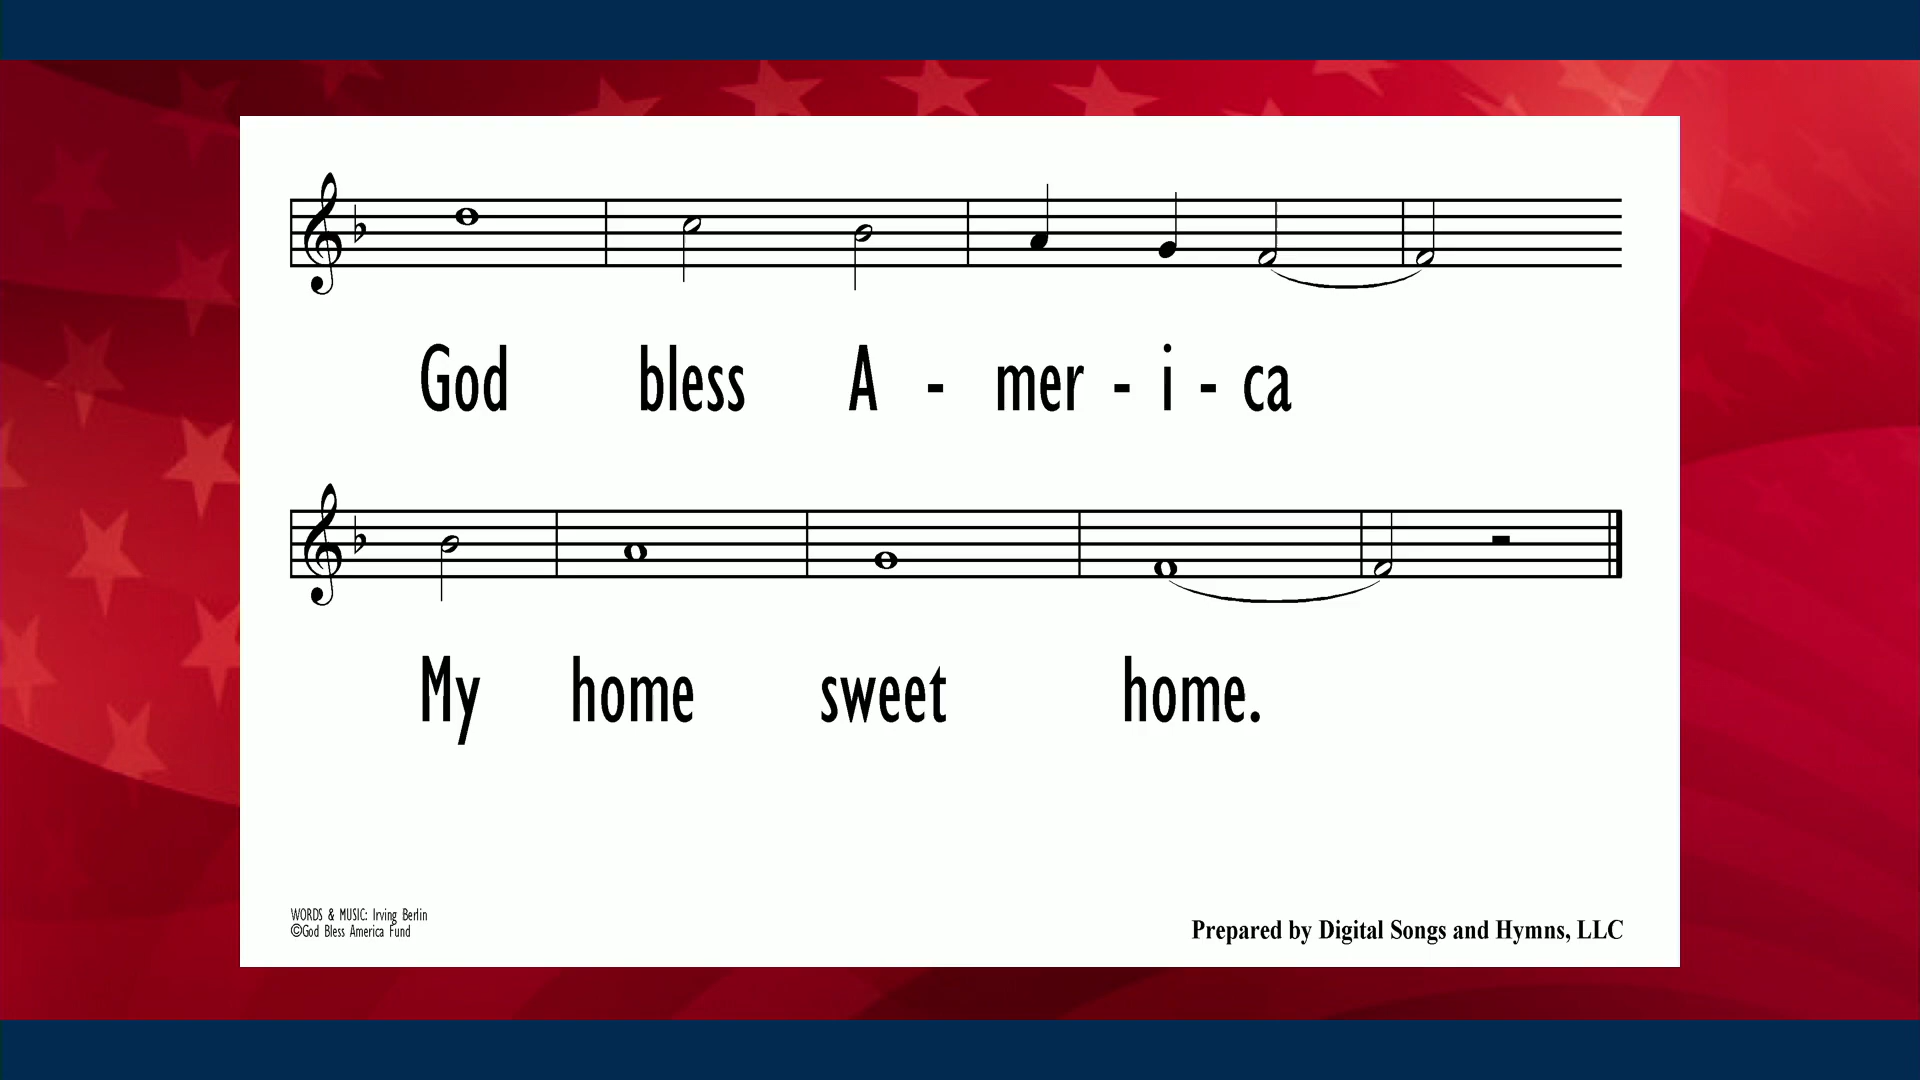 God bless A - mer - i - ca
My home sweet home.
WORDS & MUSIC: Irving Berlin
©God Bless America Fund
Prepared by Digital Songs and Hymns, LLC